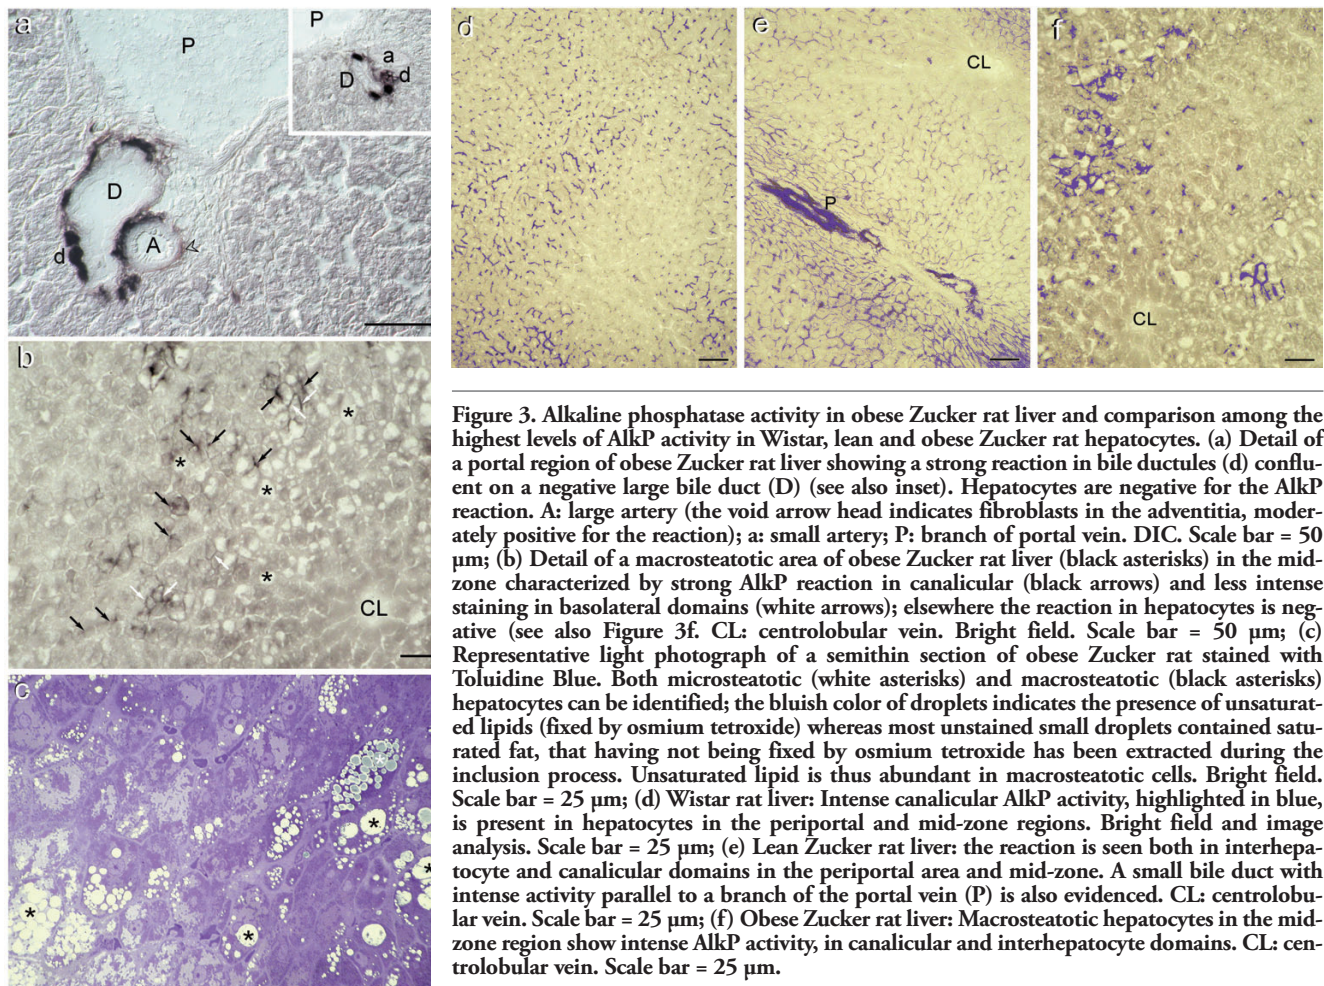 a
P
P
a
d
D
D
A
d
b
*
*
*
*
CL
c
*
*
*
*
*
d
e
CL
P
f
CL
Figure 3. Alkaline phosphatase activity in obese Zucker rat liver and comparison among the
highest levels of AlkP activity in Wistar, lean and obese Zucker rat hepatocytes. (a) Detail of
a portal region of obese Zucker rat liver showing a strong reaction in bile ductules (d) conflu-
ent on a negative large bile duct (D) (see also inset). Hepatocytes are negative for the AlkP
reaction. A: large artery (the void arrow head indicates fibroblasts in the adventitia, moder-
ately positive for the reaction); a: small artery; P: branch of portal vein. DIC. Scale bar = 50
µm; (b) Detail of a macrosteatotic area of obese Zucker rat liver (black asterisks) in the mid-
zone characterized by strong AlkP reaction in canalicular (black arrows) and less intense
staining in basolateral domains (white arrows); elsewhere the reaction in hepatocytes is neg-
ative (see also Figure 3f. CL: centrolobular vein. Bright field. Scale bar = 50 µm; (c)
Representative light photograph of a semithin section of obese Zucker rat stained with
Toluidine Blue. Both microsteatotic (white asterisks) and macrosteatotic (black asterisks)
hepatocytes can be identified; the bluish color of droplets indicates the presence of unsaturat-
ed lipids (fixed by osmium tetroxide) whereas most unstained small droplets contained satu-
rated fat, that having not being fixed by osmium tetroxide has been extracted during the
inclusion process. Unsaturated lipid is thus abundant in macrosteatotic cells. Bright field.
Scale bar = 25 µm; (d) Wistar rat liver: Intense canalicular AlkP activity, highlighted in blue,
is present in hepatocytes in the periportal and mid-zone regions. Bright field and image
analysis. Scale bar = 25 µm; (e) Lean Zucker rat liver: the reaction is seen both in interhepa-
tocyte and canalicular domains in the periportal area and mid-zone. A small bile duct with
intense activity parallel to a branch of the portal vein (P) is also evidenced. CL: centrolobu-
lar vein. Scale bar = 25 µm; (f) Obese Zucker rat liver: Macrosteatotic hepatocytes in the mid-
zone region show intense AlkP activity, in canalicular and interhepatocyte domains. CL: cen-
trolobular vein. Scale bar = 25 µm.